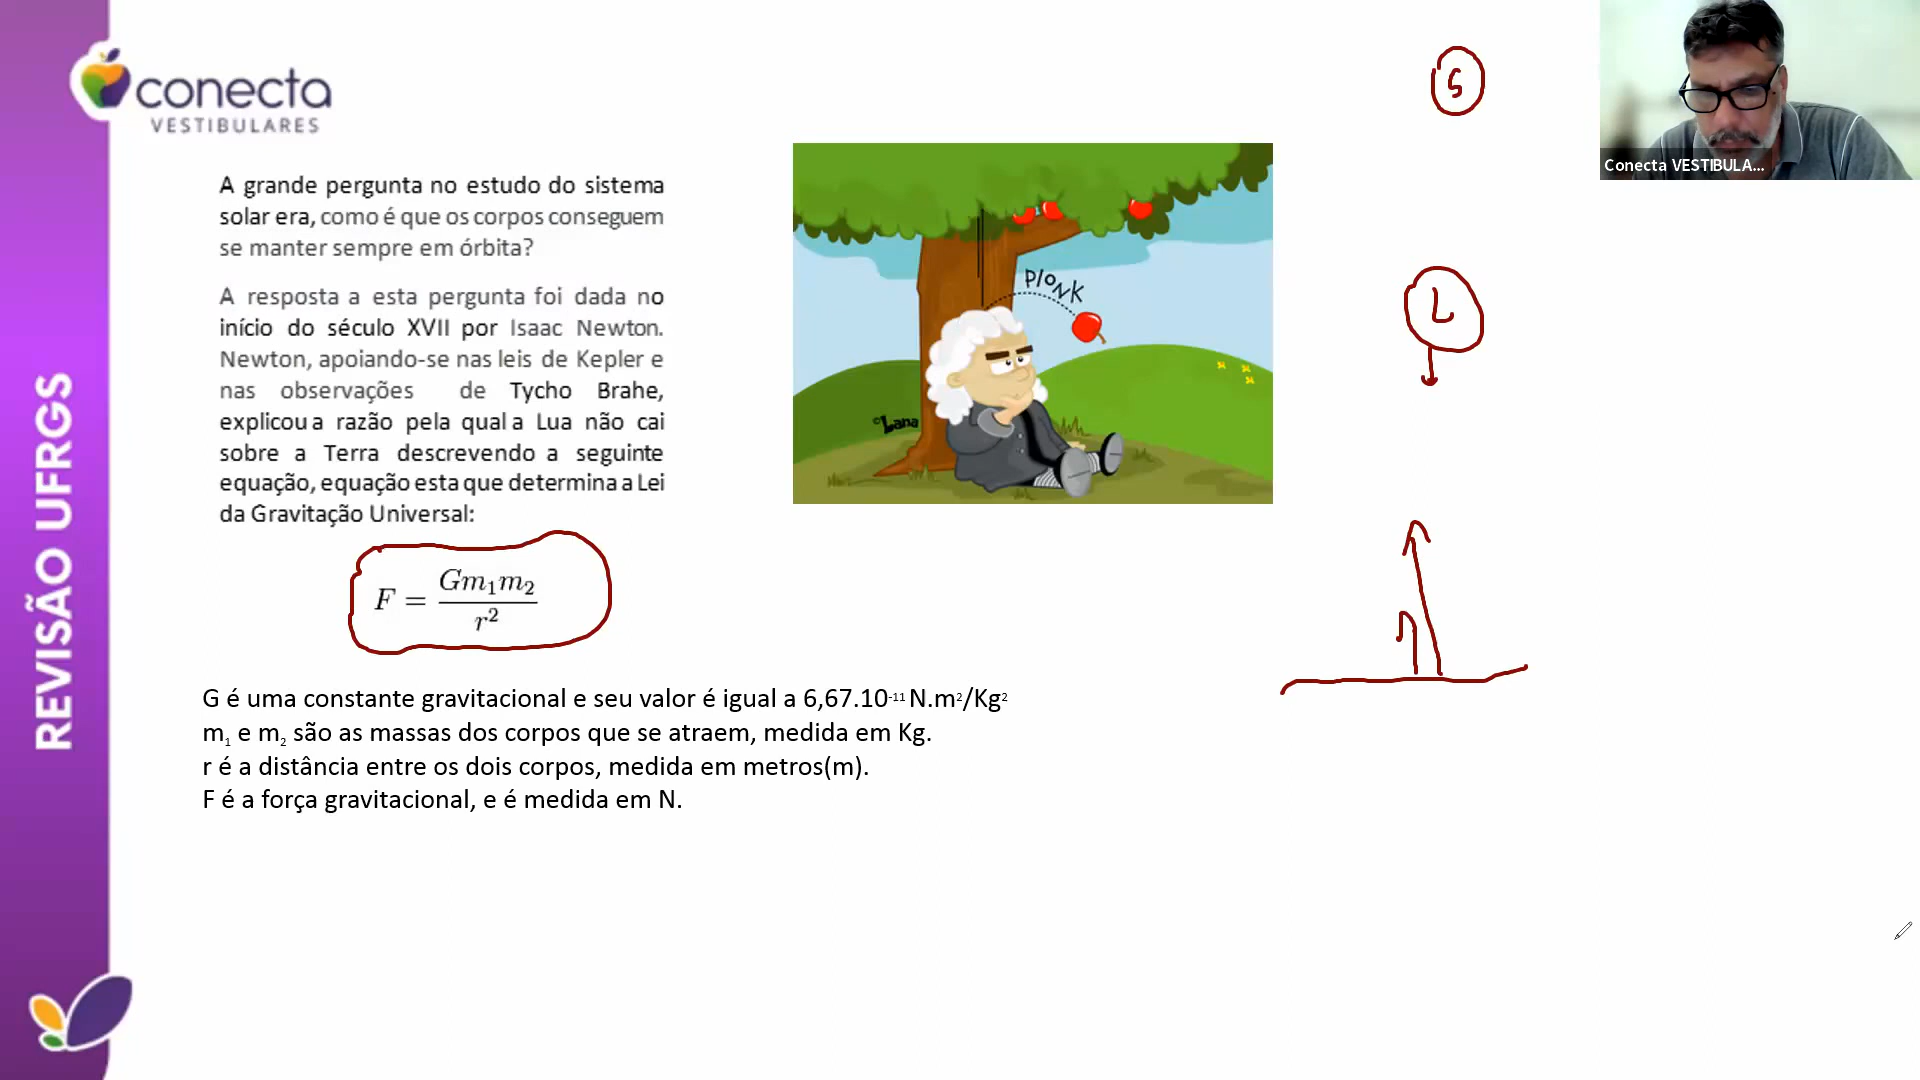 conecta
VESTIBULARES
REVISÃO UFRGS
A grande pergunta no estudo do sistema
solar era, como é que os corpos conseguem
se manter sempre em órbita?
A resposta a esta pergunta foi dada no
início do século XVII por Isaac Newton.
Newton, apoiando-se nas leis de Kepler e
nas observações de Tycho Brahe,
explicou a razão pela qual a Lua não cai
sobre a Terra descrevendo a seguinte
equação, equação esta que determina a Lei
da Gravitação Universal:
F = Gm₁m₂ / r²
G é uma constante gravitacional e seu valor é igual a 6,67.10⁻¹¹ N.m²/Kg²
m₁ e m₂ são as massas dos corpos que se atraem, medida em Kg.
r é a distância entre os dois corpos, medida em metros(m).
F é a força gravitacional, e é medida em N.
PlONK
©Lana
S
L
Conecta VESTIBULA...